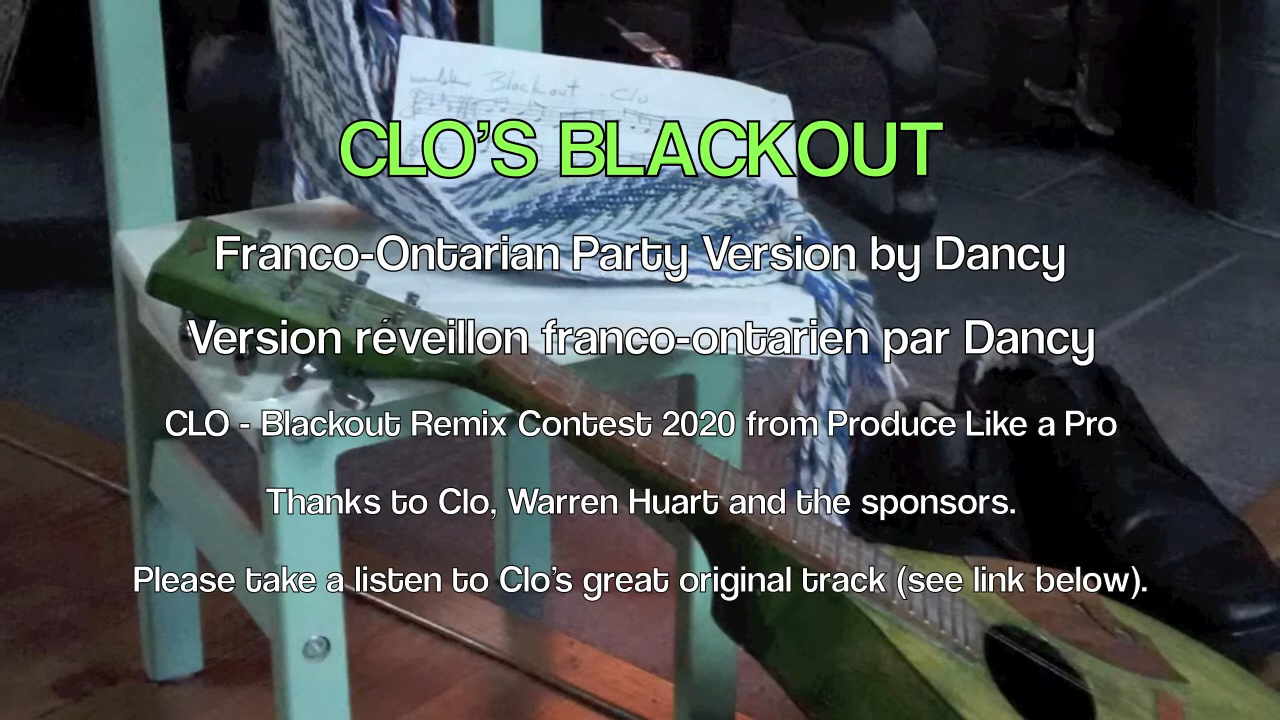 Blackout Clo
CLO’S BLACKOUT
Franco-Ontarian Party Version by Dancy
Version réveillon franco-ontarien par Dancy
CLO - Blackout Remix Contest 2020 from Produce Like a Pro
Thanks to Clo, Warren Huart and the sponsors.
Please take a listen to Clo’s great original track (see link below).